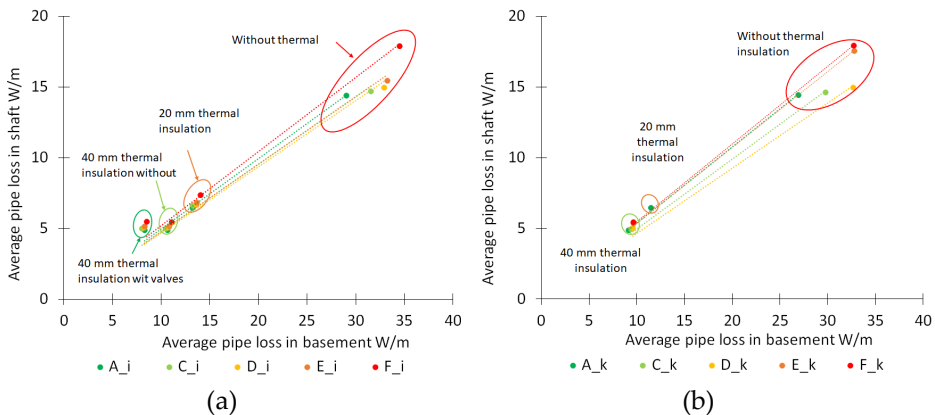 20
15
10
5
0
Average pipe loss in shaft W/m
Without thermal
20 mm thermal
insulation
40 mm thermal
insulation without
40 mm thermal
insulation wit valves
0 5 10 15 20 25 30 35 40
Average pipe loss in basement W/m
A_i C_i D_i E_i F_i
(a)
20
15
10
5
0
Average pipe loss in shaft W/m
Without thermal
insulation
20 mm
thermal
insulation
40 mm thermal
insulation
0 5 10 15 20 25 30 35 40
Average pipe loss in basement W/m
A_k C_k D_k E_k F_k
(b)